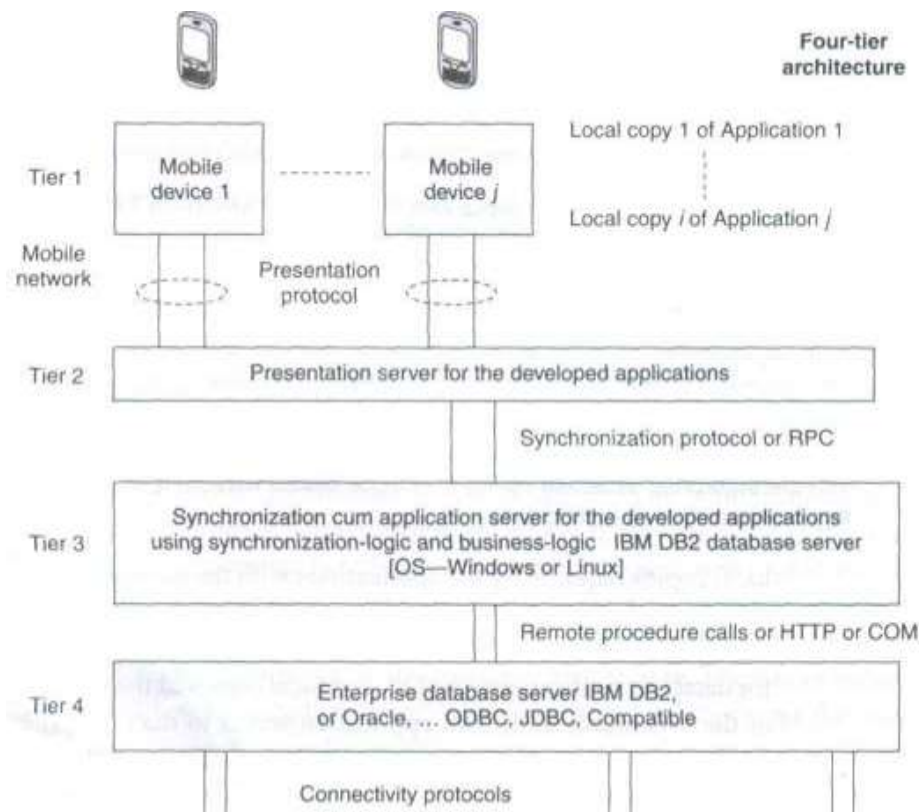 Four-tier
architecture
Local copy 1 of Application 1
Tier 1
Mobile
device 1
Mobile
device j
Local copy i of Application j
Mobile
network
Presentation
protocol
Tier 2
Presentation server for the developed applications
Synchronization protocol or RPC
Tier 3
Synchronization cum application server for the developed applications
using synchronization-logic and business-logic IBM DB2 database server
[OS—Windows or Linux]
Remote procedure calls or HTTP or COM
Tier 4
Enterprise database server IBM DB2,
or Oracle, ... ODBC, JDBC, Compatible
Connectivity protocols